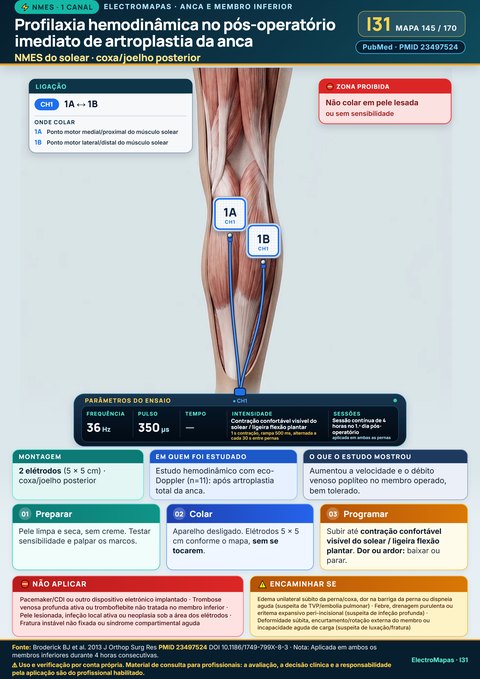 NMES · 1 CANAL ELECTROMAPAS · ANCA E MEMBRO INFERIOR
Profilaxia hemodinâmica no pós-operatório
imediato de artroplastia da anca
NMES do solear · coxa/joelho posterior
I31 MAPA 145 / 170
PubMed · PMID 23497524
LIGAÇÃO
CH1 1A ↔ 1B
ONDE COLAR
1A Ponto motor medial/proximal do músculo solear
1B Ponto motor lateral/distal do músculo solear
ZONA PROIBIDA
Não colar em pele lesada
ou sem sensibilidade
1A
CH1
1B
CH1
CH1
PARÂMETROS DO ENSAIO
FREQUÊNCIA
36 Hz
PULSO
350 µs
TEMPO
—
INTENSIDADE
Contração confortável visível do
solear / ligeira flexão plantar
1 s contração, rampa 500 ms, alternada a
cada 30 s entre pernas
SESSÕES
Sessão contínua de 4
horas no 1.º dia pós-
operatório
aplicada em ambas as pernas
MONTAGEM
2 elétrodos (5 × 5 cm) ·
coxa/joelho posterior
EM QUEM FOI ESTUDADO
Estudo hemodinâmico com eco-
Doppler (n=11): após artroplastia
total da anca.
O QUE O ESTUDO MOSTROU
Aumentou a velocidade e o débito
venoso poplíteo no membro operado,
bem tolerado.
01 Preparar
Pele limpa e seca, sem creme. Testar
sensibilidade e palpar os marcos.
02 Colar
Aparelho desligado. Elétrodos 5 × 5
cm conforme o mapa, sem se
tocarem.
03 Programar
Subir até contração confortável
visível do solear / ligeira flexão
plantar. Dor ou ardor: baixar ou
parar.
NÃO APLICAR
Pacemaker/CDI ou outro dispositivo eletrónico implantado · Trombose
venosa profunda ativa ou tromboflebite não tratada no membro inferior ·
Pele lesionada, infeção local ativa ou neoplasia sob a área dos elétrodos ·
Fratura instável não fixada ou síndrome compartimental aguda
ENCAMINHAR SE
Edema unilateral súbito da perna/coxa, dor na barriga da perna ou dispneia
aguda (suspeita de TVP/embolia pulmonar) · Febre, drenagem purulenta ou
eritema expansivo peri-incisional (suspeita de infeção profunda) ·
Deformidade súbita, encurtamento/rotação externa do membro ou
incapacidade aguda de carga (suspeita de luxação/fratura)
Fonte: Broderick BJ et al. 2013 J Orthop Surg Res PMID 23497524 DOI 10.1186/1749-799X-8-3 · Nota: Aplicada em ambos os
membros inferiores durante 4 horas consecutivas.
Uso e verificação por conta própria. Material de consulta para profissionais: a avaliação, a decisão clínica e a responsabilidade
pela aplicação são do profissional habilitado.
ElectroMapas · I31